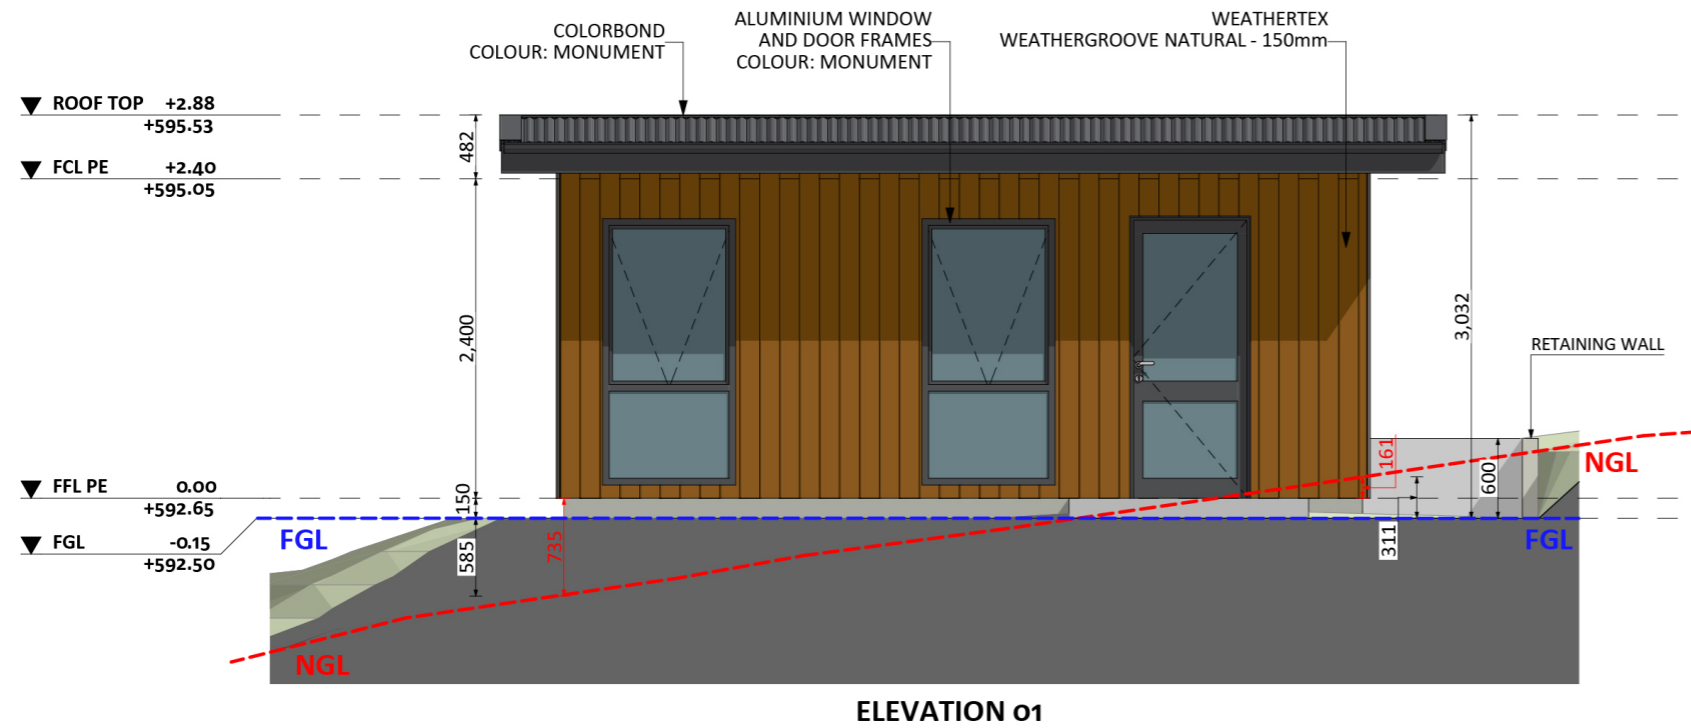 COLORBOND
COLOUR: MONUMENT
ALUMINIUM WINDOW
AND DOOR FRAMES
COLOUR: MONUMENT
WEATHERTEX
WEATHERGROOVE NATURAL - 150mm
ROOF TOP +2.88
+595.53
FCL PE +2.40
+595.05
482
2,400
3,032
RETAINING WALL
FFL PE 0.00
+592.65
FGL -0.15
+592.50
150
585
735
161
311
600
FGL
FGL
NGL
NGL
ELEVATION 01